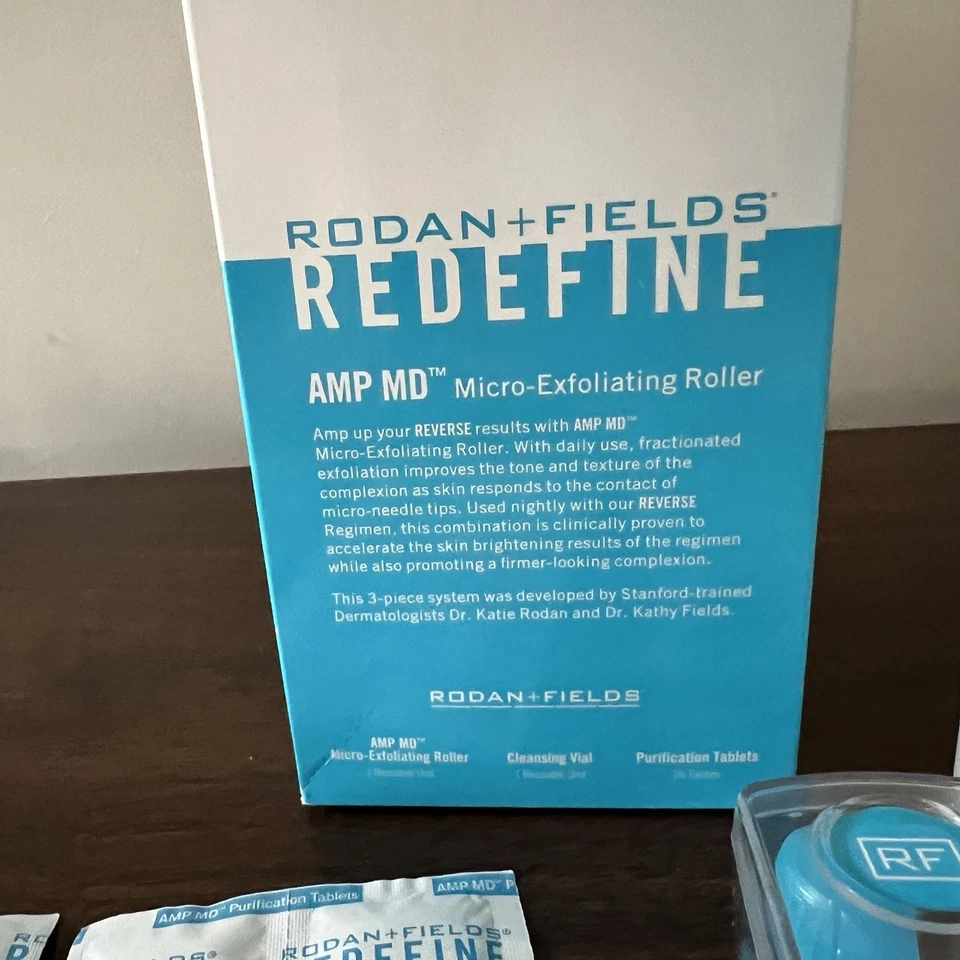 RODAN+FIELDS®
REDEFINE
AMP MD™ Micro-Exfoliating Roller
Amp up your REVERSE results with AMP MD™
Micro-Exfoliating Roller. With daily use, fractionated
exfoliation improves the tone and texture of the
complexion as skin responds to the contact of
micro-needle tips. Used nightly with our REVERSE
Regimen, this combination is clinically proven to
accelerate the skin brightening results of the regimen
while also promoting a firmer-looking complexion.
This 3-piece system was developed by Stanford-trained
Dermatologists Dr. Katie Rodan and Dr. Kathy Fields.
RODAN+FIELDS
AMP MD™
Micro-Exfoliating Roller
Cleansing Vial
Purification Tablets
RF
AMP MD™ Purification Tablets
AMP MD™ P
RODAN+FIELDS®
REDEFINE
DS®